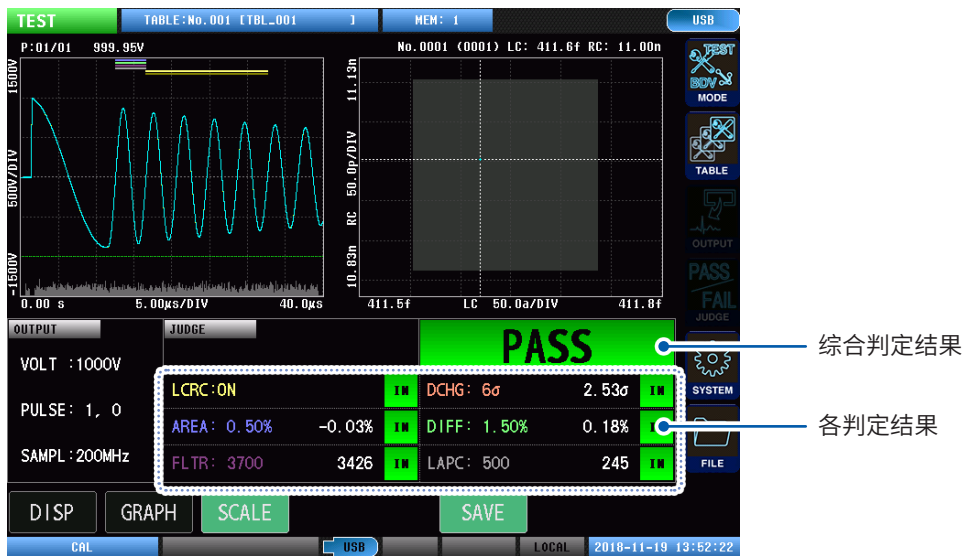 TEST TABLE:No.001 [TBL_001 ] MEM: 1 USB
P:01/01 999.95V
No.0001 (0001) LC: 411.6f RC: 11.00n
1500V
500V/DIV
-1500V
0.00 s 5.00µs/DIV 40.0µs
11.13n
50.0p/DIV
RC
10.83n
411.5f LC 50.0a/DIV 411.8f
TEST
BDV
MODE
TABLE
OUTPUT
PASS
FAIL
JUDGE
SYSTEM
FILE
OUTPUT
VOLT :1000V
PULSE: 1, 0
SAMPL:200MHz
JUDGE
PASS
LCRC:ON IN DCHG: 6σ 2.53σ IN
AREA: 0.50% -0.03% IN DIFF: 1.50% 0.18%
FLTR: 3700 3426 IN LAPC: 500 245 IN
综合判定结果
各判定结果
DISP GRAPH SCALE SAVE
CAL USB LOCAL 2018-11-19 13:52:22